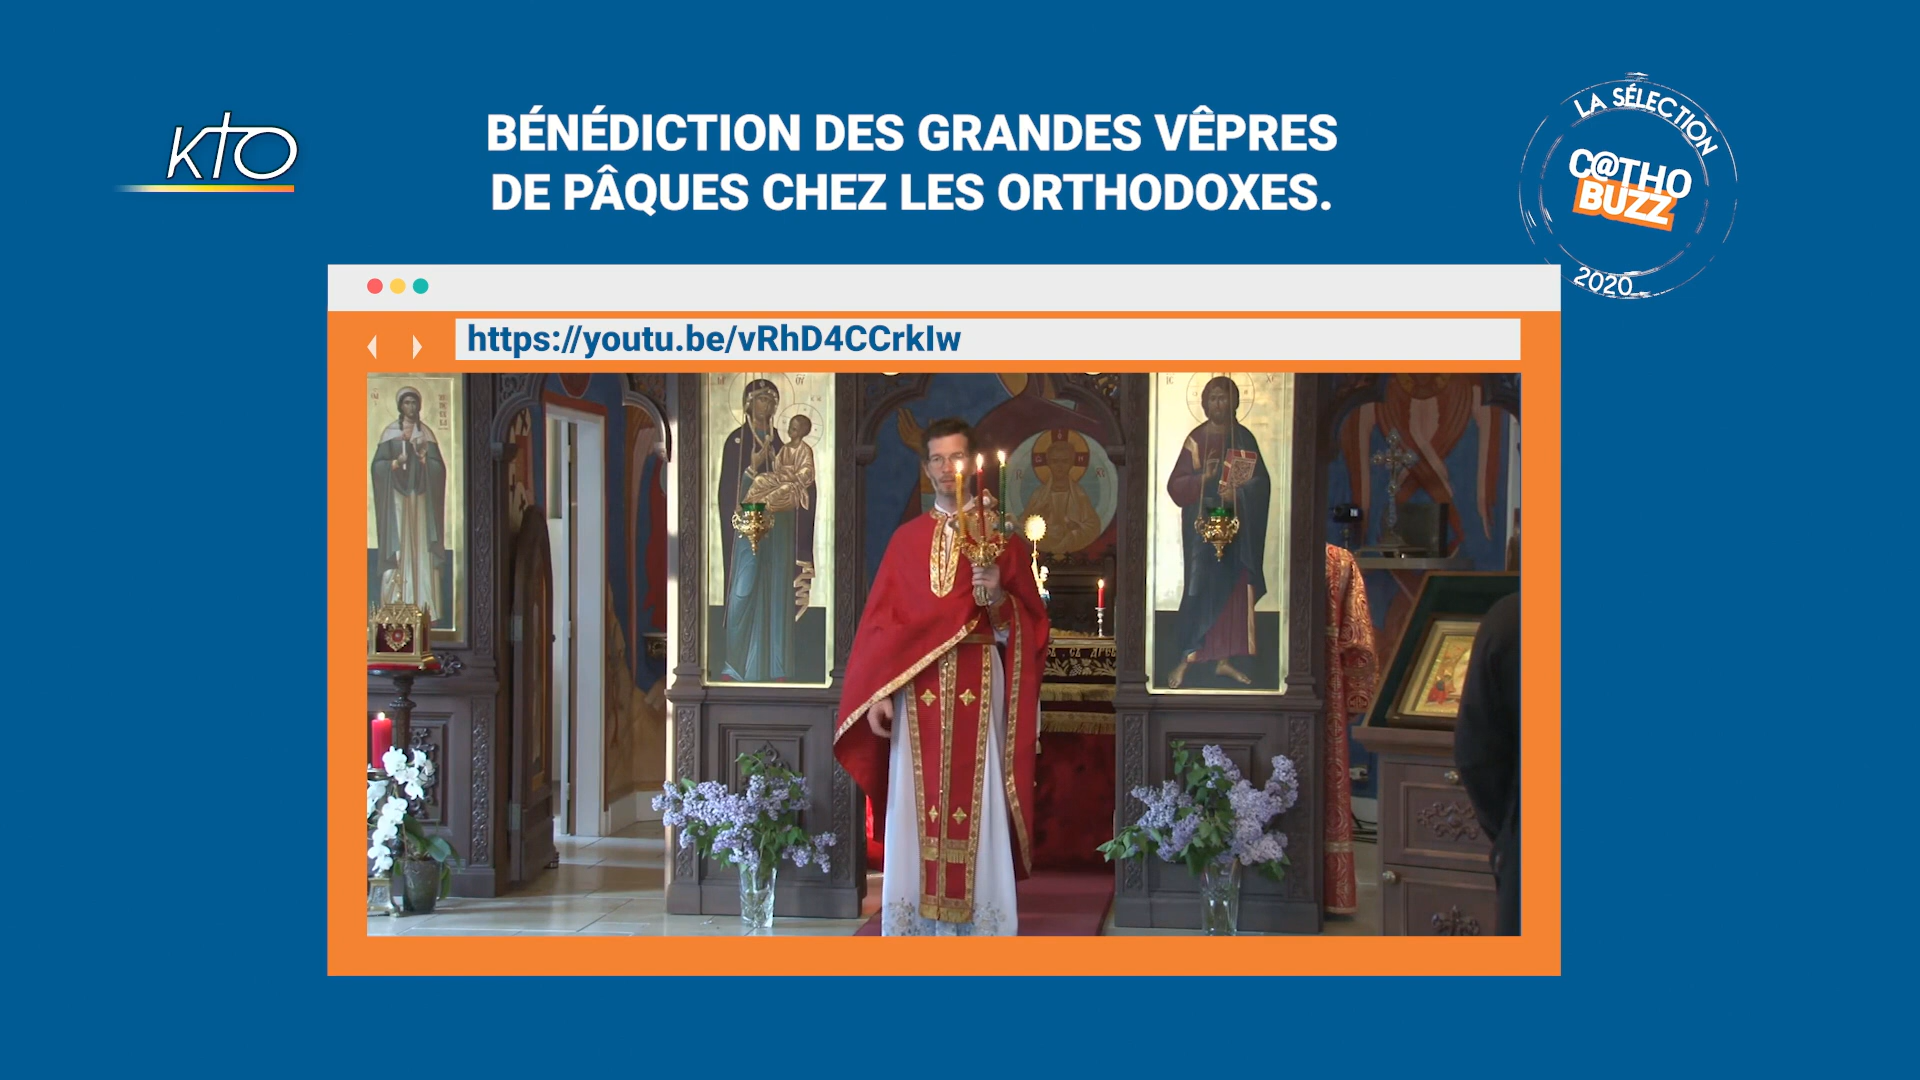 KTO
BÉNÉDICTION DES GRANDES VÊPRES
DE PÂQUES CHEZ LES ORTHODOXES.
LA SÉLECTION
C@THO
BUZZ
2020
https://youtu.be/vRhD4CCrkIw